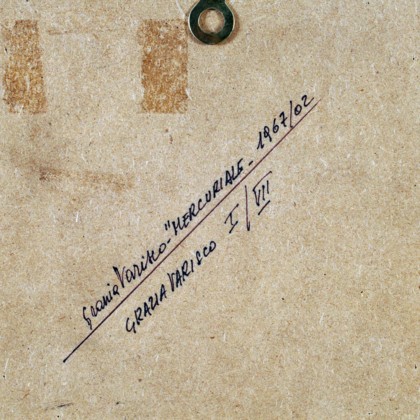 Grazia Varisco - "MERCURIALE - 1967/02
GRAZIA VARISCO I/VII